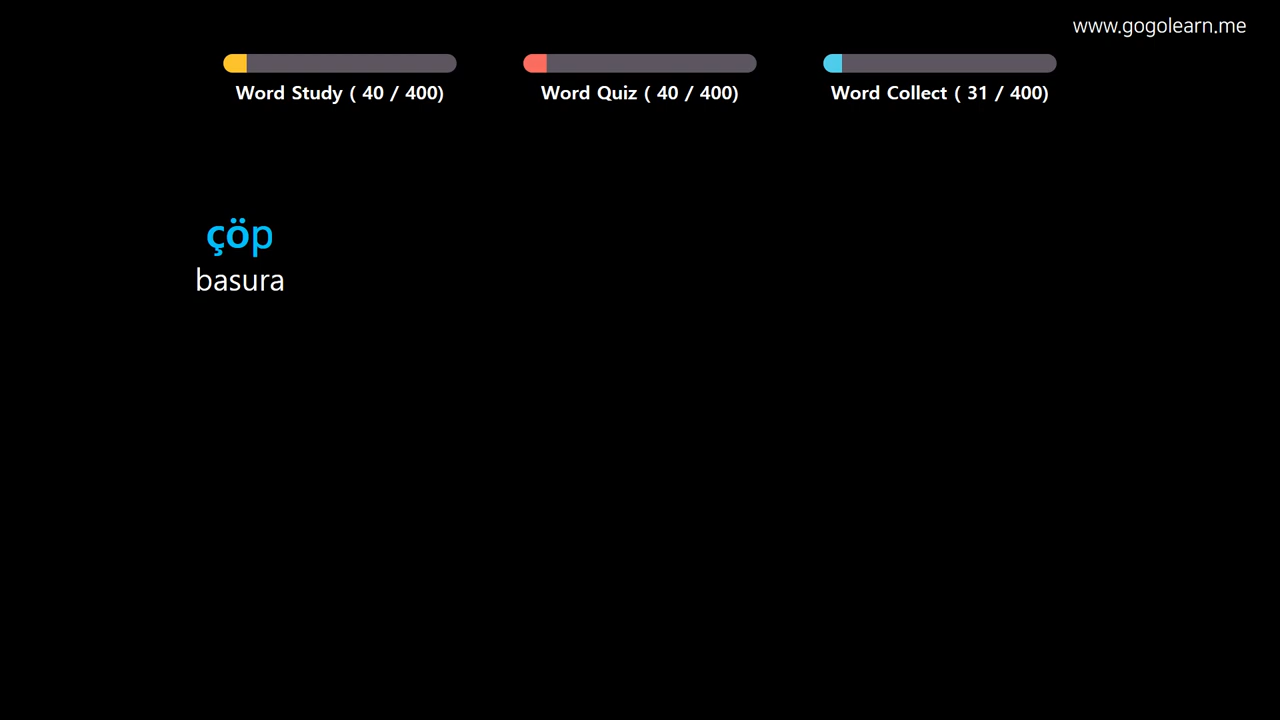 www.gogolearn.me
Word Study ( 40 / 400)
Word Quiz ( 40 / 400)
Word Collect ( 31 / 400)
çöp
basura